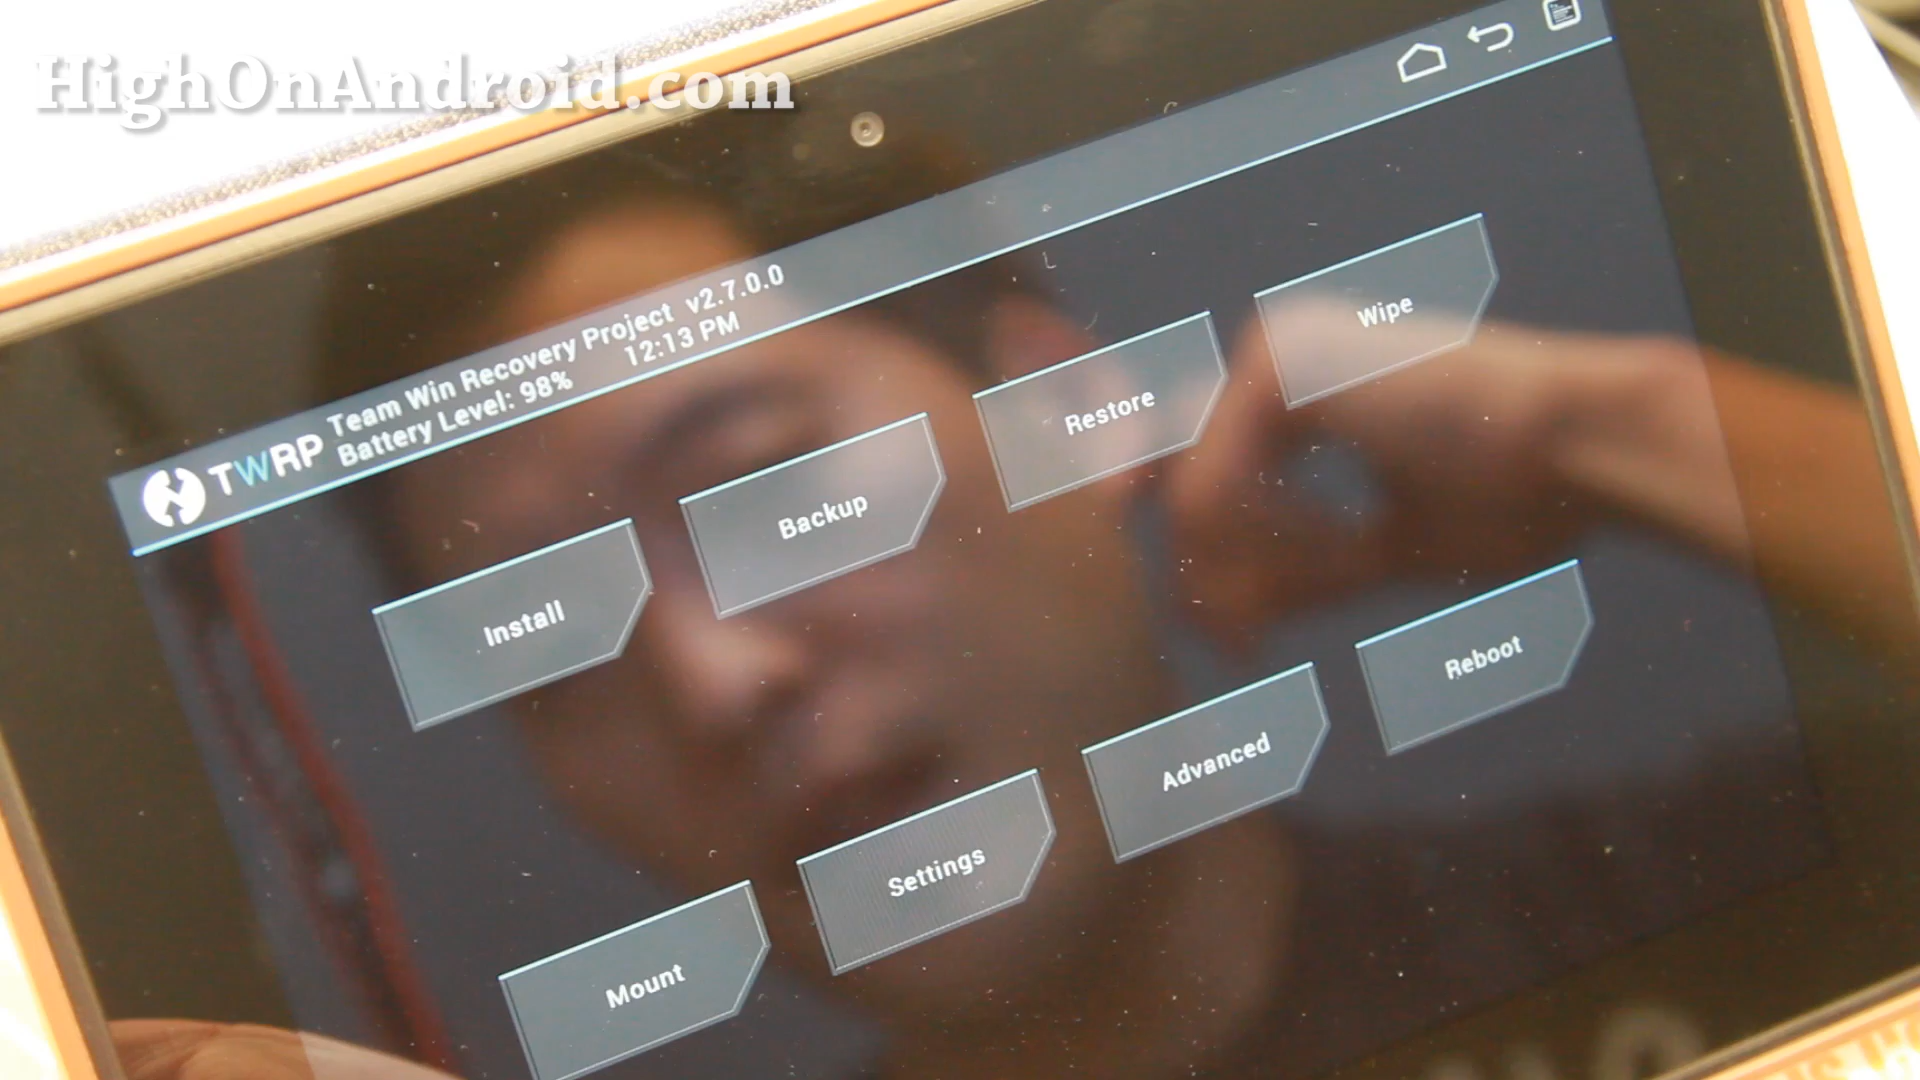 HighOnAndroid.com
TWRP
Team Win Recovery Project v2.7.0.0
Battery Level: 98% 12:13 PM
Install
Backup
Restore
Wipe
Mount
Settings
Advanced
Reboot